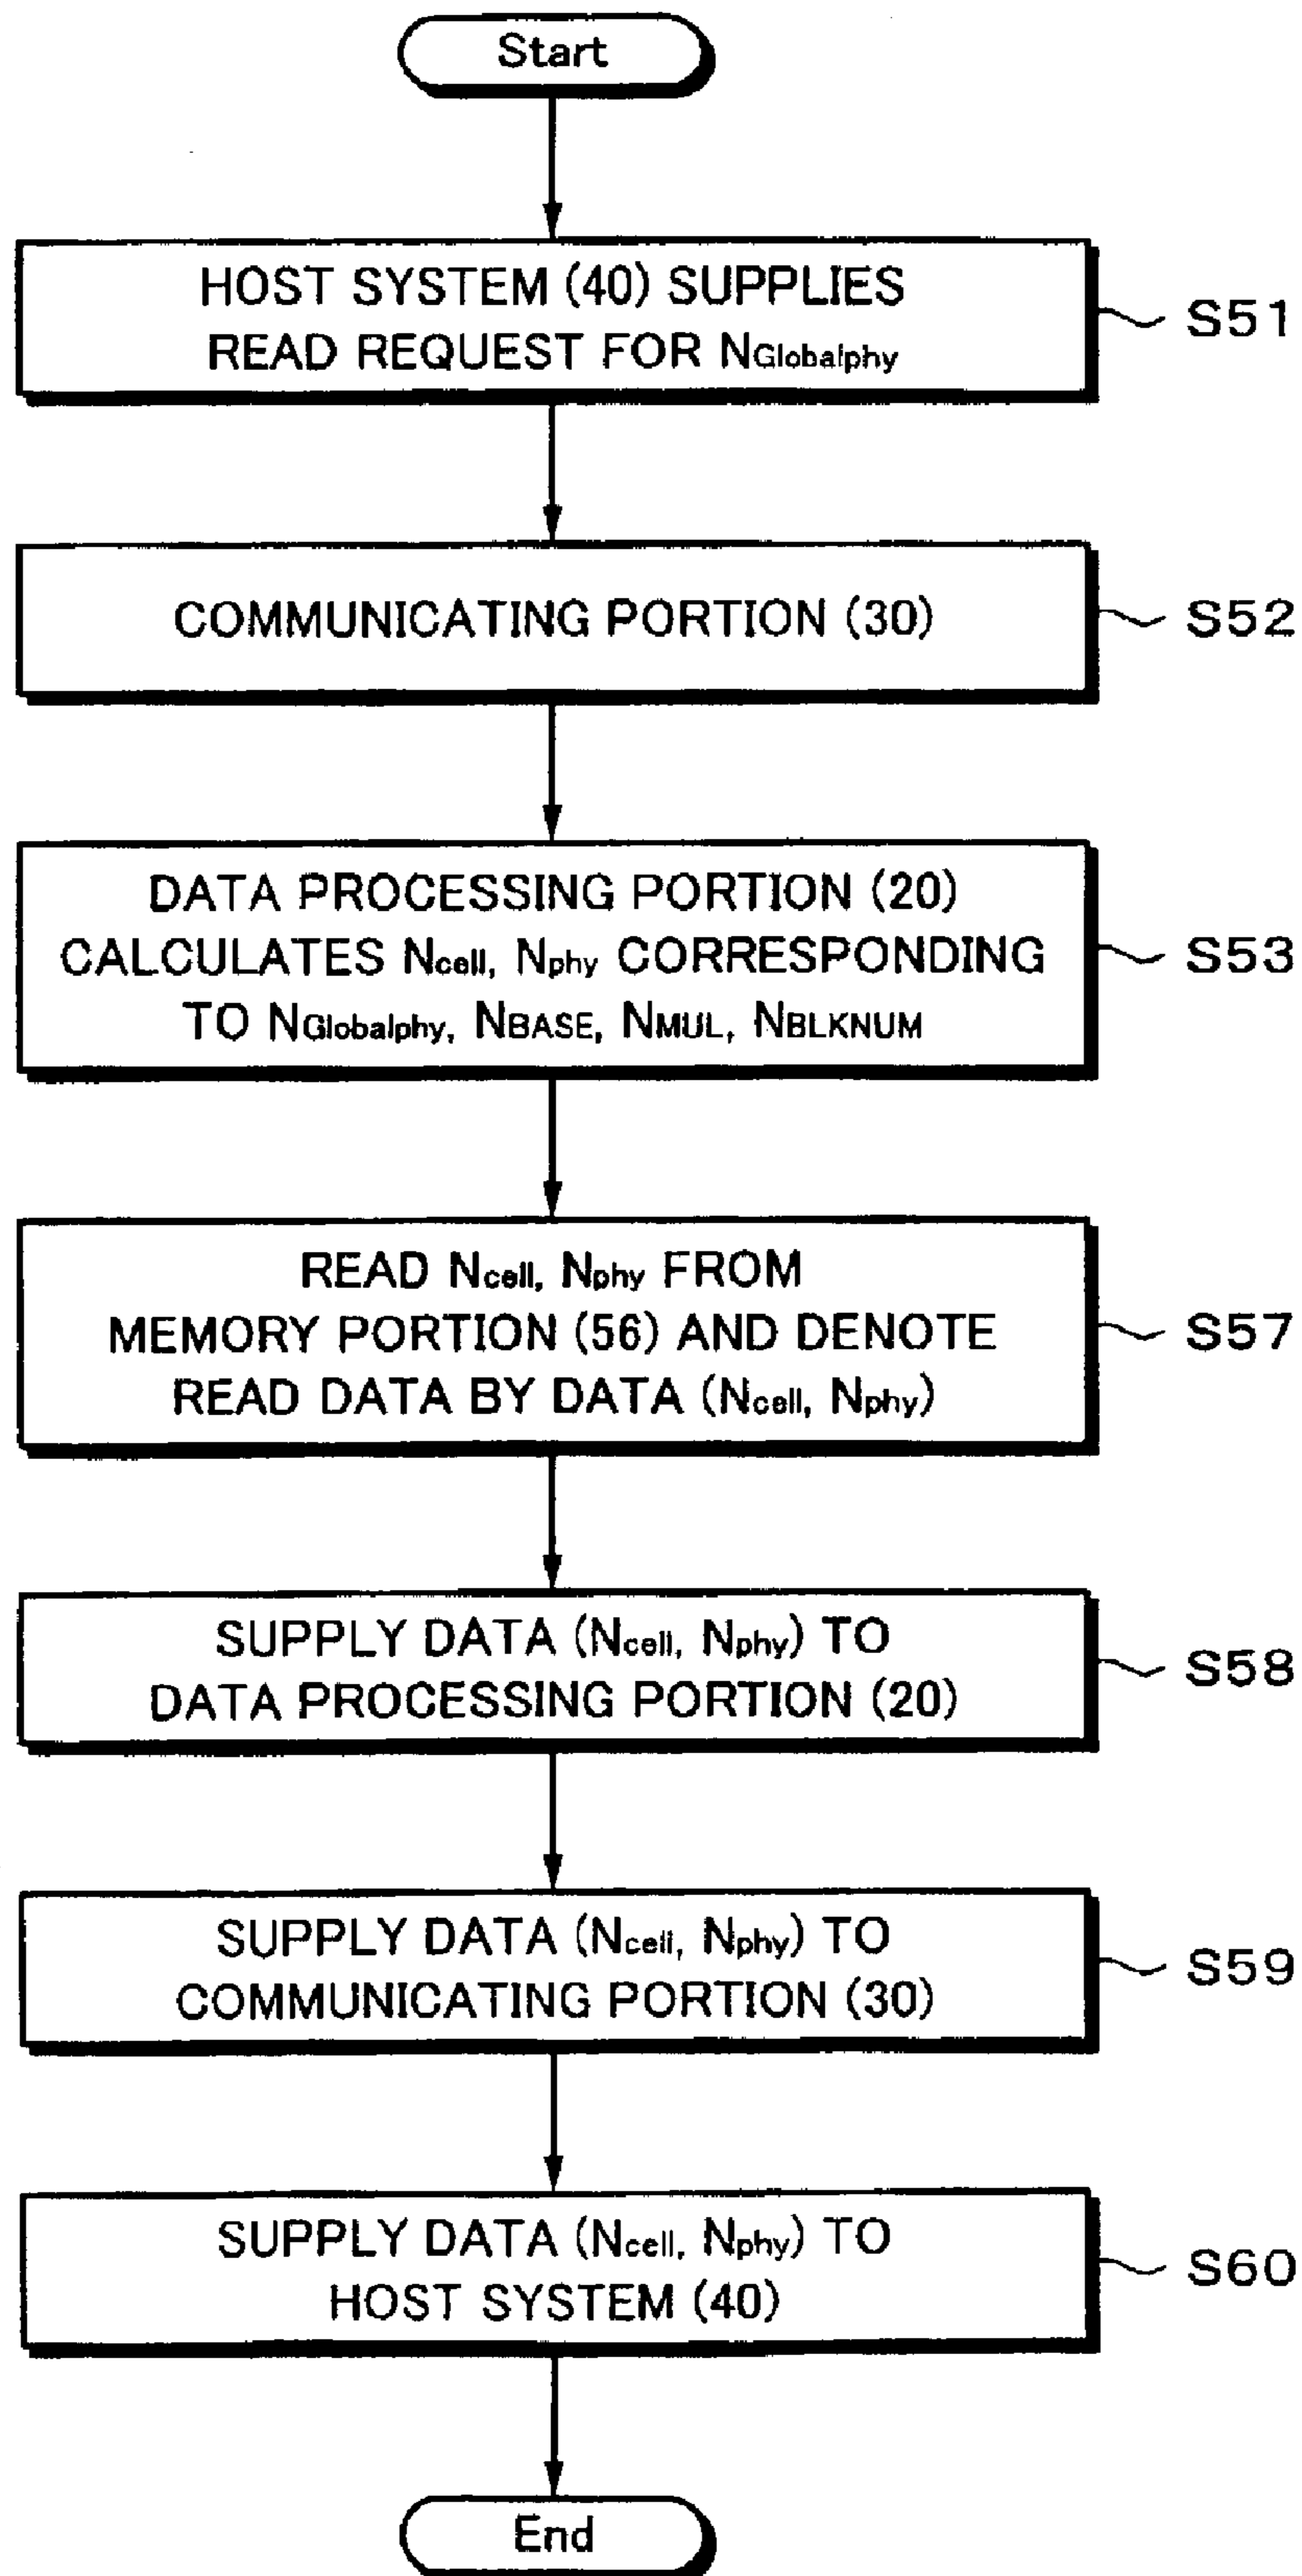 Start
HOST SYSTEM (40) SUPPLIES
READ REQUEST FOR NGlobalphy
S51
COMMUNICATING PORTION (30)
S52
DATA PROCESSING PORTION (20)
CALCULATES Ncell, Nphy CORRESPONDING
TO NGlobalphy, NBASE, NMUL, NBLKNUM
S53
READ Ncell, Nphy FROM
MEMORY PORTION (56) AND DENOTE
READ DATA BY DATA (Ncell, Nphy)
S57
SUPPLY DATA (Ncell, Nphy) TO
DATA PROCESSING PORTION (20)
S58
SUPPLY DATA (Ncell, Nphy) TO
COMMUNICATING PORTION (30)
S59
SUPPLY DATA (Ncell, Nphy) TO
HOST SYSTEM (40)
S60
End